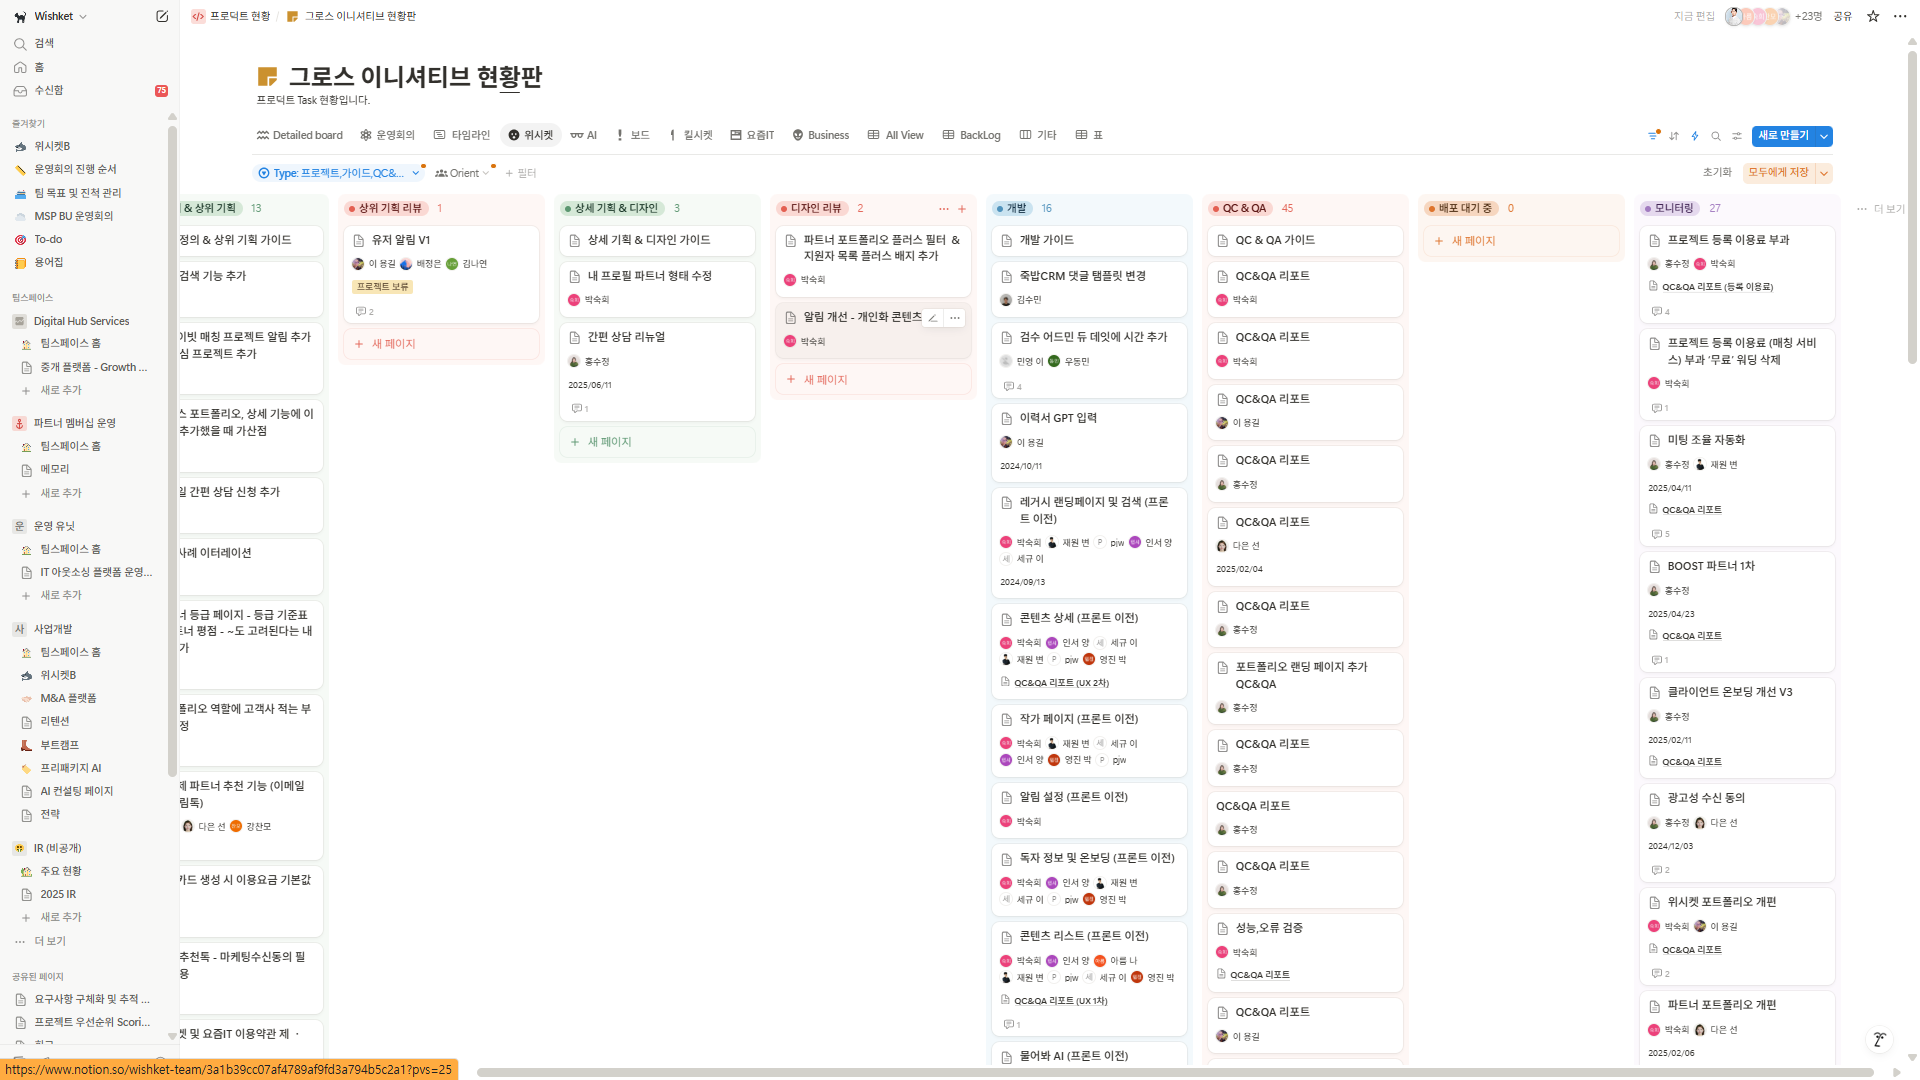 Wishket
검색
홈
수신함
75
즐겨찾기
위시켓B
운영회의 진행 순서
팀 목표 및 진척 관리
MSP BU 운영회의
To-do
용어집
팀스페이스
Digital Hub Services
팀스페이스 홈
중개 플랫폼 - Growth ...
새로 추가
파트너 멤버십 운영
팀스페이스 홈
메모리
새로 추가
운 운영 유닛
팀스페이스 홈
IT 아웃소싱 플랫폼 운영...
새로 추가
사 사업개발
팀스페이스 홈
위시켓B
M&A 플랫폼
리텐션
부트캠프
프리패키지 AI
AI 컨설팅 페이지
전략
IR (비공개)
주요 현황
2025 IR
새로 추가
더 보기
공유된 페이지
요구사항 구체화 및 추적 ...
프로젝트 우선순위 Scori...
https://www.notion.so/wishket-team/3a1b39cc07af4789af9fd3a794b5c2a1?pvs=25
프로덕트 현황 / 그로스 이니셔티브 현황판
지금 편집 +23명 공유
그로스 이니셔티브 현황판
프로덕트 Task 현황입니다.
Detailed board 운영회의 타임라인 위시켓 AI 보드 킬시켓 요즘IT Business All View BackLog 기타 표
새로 만들기
Type: 프로젝트,가이드,QC&... Orient + 필터
초기화 모두에게 저장
& 상위 기획 13
정의 & 상위 기획 가이드
검색 기능 추가
이빗 매칭 프로젝트 알림 추가
심 프로젝트 추가
스 포트폴리오, 상세 기능에 이
추가했을 때 가산점
일 간편 상담 신청 추가
사례 이터레이션
너 등급 페이지 - 등급 기준표
트너 평점 - ~도 고려된다는 내
가
폴리오 역할에 고객사 적는 부
정
제 파트너 추천 기능 (이메일
림톡)
다은 선 강찬모
카드 생성 시 이용요금 기본값
추천톡 - 마케팅수신동의 필
용
켓 및 요즘IT 이용약관 제 ·
상위 기획 리뷰 1
유저 알림 V1
이 용길 배정은 김나연
프로젝트 보류
2
+ 새 페이지
상세 기획 & 디자인 3
상세 기획 & 디자인 가이드
내 프로필 파트너 형태 수정
박숙희
간편 상담 리뉴얼
홍수정
2025/06/11
1
+ 새 페이지
디자인 리뷰 2
파트너 포트폴리오 플러스 필터 &
지원자 목록 플러스 배지 추가
박숙희
알림 개선 - 개인화 콘텐츠
박숙희
+ 새 페이지
개발 16
개발 가이드
죽밥CRM 댓글 탬플릿 변경
김수민
검수 어드민 듀 데잇에 시간 추가
민영 이 우동민
4
이력서 GPT 입력
이 용길
2024/10/11
레거시 랜딩페이지 및 검색 (프론
트 이전)
박숙희 재원 변 P pjw 인서 양
세 세규 이
2024/09/13
콘텐츠 상세 (프론트 이전)
박숙희 인서 양 세 세규 이
재원 변 P pjw 영진 박
QC&QA 리포트 (UX 2차)
작가 페이지 (프론트 이전)
박숙희 재원 변 세 세규 이
인서 양 영진 박 P pjw
알림 설정 (프론트 이전)
박숙희
독자 정보 및 온보딩 (프론트 이전)
박숙희 인서 양 재원 변
세 세규 이 P pjw 영진 박
콘텐츠 리스트 (프론트 이전)
박숙희 인서 양 아름 나
재원 변 P pjw 세 세규 이 영진 박
QC&QA 리포트 (UX 1차)
1
물어봐 AI (프론트 이전)
QC & QA 45
QC & QA 가이드
QC&QA 리포트
박숙희
QC&QA 리포트
박숙희
QC&QA 리포트
이 용길
QC&QA 리포트
홍수정
QC&QA 리포트
다은 선
2025/02/04
QC&QA 리포트
홍수정
포트폴리오 랜딩 페이지 추가
QC&QA
홍수정
QC&QA 리포트
홍수정
QC&QA 리포트
홍수정
QC&QA 리포트
홍수정
성능,오류 검증
박숙희
QC&QA 리포트
QC&QA 리포트
이 용길
배포 대기 중 0
+ 새 페이지
모니터링 27
더 보기
프로젝트 등록 이용료 부과
홍수정 박숙희
QC&QA 리포트 (등록 이용료)
4
프로젝트 등록 이용료 (매칭 서비
스) 부과 '무료' 워딩 삭제
박숙희
1
미팅 조율 자동화
홍수정 재원 변
2025/04/11
QC&QA 리포트
5
BOOST 파트너 1차
홍수정
2025/04/23
QC&QA 리포트
1
클라이언트 온보딩 개선 V3
홍수정
2025/02/11
QC&QA 리포트
광고성 수신 동의
홍수정 다은 선
2024/12/03
2
위시켓 포트폴리오 개편
박숙희 이 용길
QC&QA 리포트
2
파트너 포트폴리오 개편
박숙희 다은 선
2025/02/06